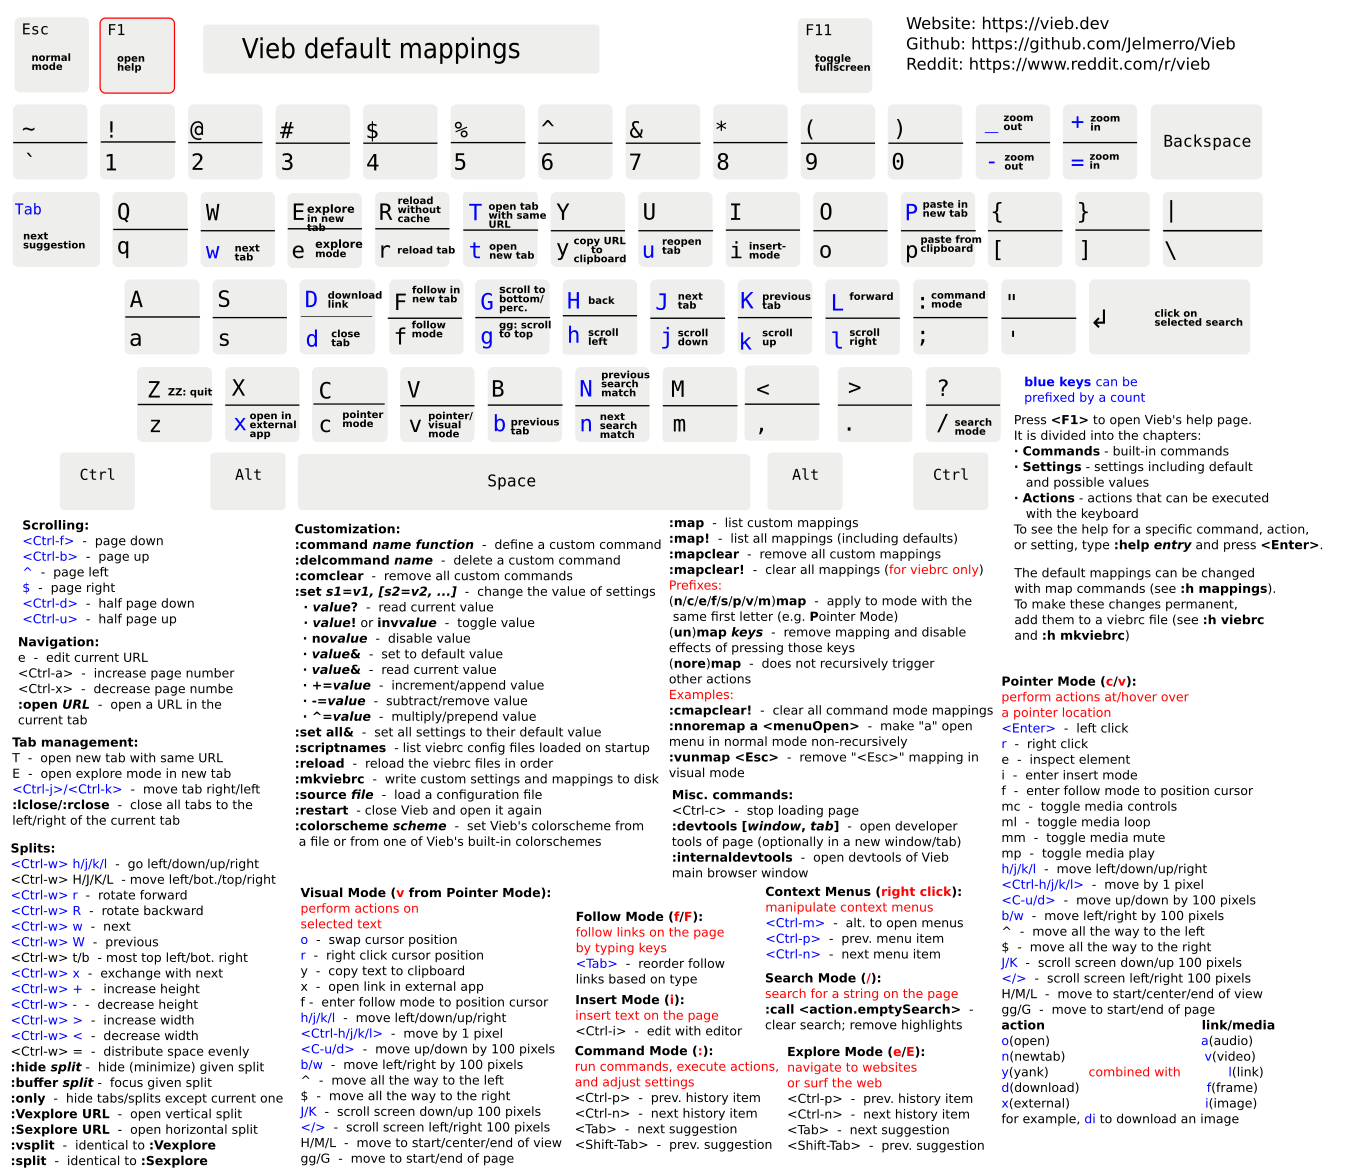 Esc
normal
mode
F1
open
help
Vieb default mappings
F11
toggle
fullscreen
Website: https://vieb.dev
Github: https://github.com/Jelmerro/Vieb
Reddit: https://www.reddit.com/r/vieb
~
`
!
1
@
2
#
3
$
4
%
5
^
6
&
7
*
8
(
9
)
0
_ zoom
out
- zoom
out
+ zoom
in
= zoom
in
Backspace
Tab
next
suggestion
Q
q
W
w next
tab
E explore
in new
tab
e explore
mode
R reload
without
cache
r reload tab
T open tab
with same
URL
t open
new tab
Y
y copy URL
to
clipboard
U
u reopen
tab
I
i insert-
mode
O
o
P paste in
new tab
p paste from
clipboard
{
[
}
]
|
\
A
a
S
s
D download
link
d close
tab
F follow in
new tab
f follow
mode
G Scroll to
bottom/
perc.
g gg: scroll
to top
H back
h scroll
left
J next
tab
j scroll
down
K previous
tab
k scroll
up
L forward
l scroll
right
: command
mode
;
"
'
↲ click on
selected search
Z ZZ: quit
z
X
x open in
external
app
C
c pointer
mode
V
v pointer/
visual
mode
B
b previous
tab
N previous
search
match
n next
search
match
M
m
<
,
>
.
?
/ search
mode
Ctrl
Alt
Space
Alt
Ctrl
blue keys can be
prefixed by a count
Press <F1> to open Vieb's help page.
It is divided into the chapters:
· Commands - built-in commands
· Settings - settings including default
and possible values
· Actions - actions that can be executed
with the keyboard
To see the help for a specific command, action,
or setting, type :help entry and press <Enter>.
The default mappings can be changed
with map commands (see :h mappings).
To make these changes permanent,
add them to a viebrc file (see :h viebrc
and :h mkviebrc)
Scrolling:
<Ctrl-f> - page down
<Ctrl-b> - page up
^ - page left
$ - page right
<Ctrl-d> - half page down
<Ctrl-u> - half page up
Navigation:
e - edit current URL
<Ctrl-a> - increase page number
<Ctrl-x> - decrease page numbe
:open URL - open a URL in the
current tab
Tab management:
T - open new tab with same URL
E - open explore mode in new tab
<Ctrl-j>/<Ctrl-k> - move tab right/left
:lclose/:rclose - close all tabs to the
left/right of the current tab
Splits:
<Ctrl-w> h/j/k/l - go left/down/up/right
<Ctrl-w> H/J/K/L - move left/bot./top/right
<Ctrl-w> r - rotate forward
<Ctrl-w> R - rotate backward
<Ctrl-w> w - next
<Ctrl-w> W - previous
<Ctrl-w> t/b - most top left/bot. right
<Ctrl-w> x - exchange with next
<Ctrl-w> + - increase height
<Ctrl-w> - - decrease height
<Ctrl-w> > - increase width
<Ctrl-w> < - decrease width
<Ctrl-w> = - distribute space evenly
:hide split - hide (minimize) given split
:buffer split - focus given split
:only - hide tabs/splits except current one
:Vexplore URL - open vertical split
:Sexplore URL - open horizontal split
:vsplit - identical to :Vexplore
:split - identical to :Sexplore
Customization:
:command name function - define a custom command
:delcommand name - delete a custom command
:comclear - remove all custom commands
:set s1=v1, [s2=v2, ...] - change the value of settings
· value? - read current value
· value! or invvalue - toggle value
· novalue - disable value
· value& - set to default value
· value& - read current value
· +=value - increment/append value
· -=value - subtract/remove value
· ^=value - multiply/prepend value
:set all& - set all settings to their default value
:scriptnames - list viebrc config files loaded on startup
:reload - reload the viebrc files in order
:mkviebrc - write custom settings and mappings to disk
:source file - load a configuration file
:restart - close Vieb and open it again
:colorscheme scheme - set Vieb's colorscheme from
a file or from one of Vieb's built-in colorschemes
Visual Mode (v from Pointer Mode):
perform actions on
selected text
o - swap cursor position
r - right click cursor position
y - copy text to clipboard
x - open link in external app
f - enter follow mode to position cursor
h/j/k/l - move left/down/up/right
<Ctrl-h/j/k/l> - move by 1 pixel
<C-u/d> - move up/down by 100 pixels
b/w - move left/right by 100 pixels
^ - move all the way to the left
$ - move all the way to the right
J/K - scroll screen down/up 100 pixels
</> - scroll screen left/right 100 pixels
H/M/L - move to start/center/end of view
gg/G - move to start/end of page
:map - list custom mappings
:map! - list all mappings (including defaults)
:mapclear - remove all custom mappings
:mapclear! - clear all mappings (for viebrc only)
Prefixes:
(n/c/e/f/s/p/v/m)map - apply to mode with the
same first letter (e.g. Pointer Mode)
(un)map keys - remove mapping and disable
effects of pressing those keys
(nore)map - does not recursively trigger
other actions
Examples:
:cmapclear! - clear all command mode mappings
:nnoremap a <menuOpen> - make "a" open
menu in normal mode non-recursively
:vunmap <Esc> - remove "<Esc>" mapping in
visual mode
Misc. commands:
<Ctrl-c> - stop loading page
:devtools [window, tab] - open developer
tools of page (optionally in a new window/tab)
:internaldevtools - open devtools of Vieb
main browser window
Follow Mode (f/F):
follow links on the page
by typing keys
<Tab> - reorder follow
links based on type
Insert Mode (i):
insert text on the page
<Ctrl-i> - edit with editor
Command Mode (:):
run commands, execute actions,
and adjust settings
<Ctrl-p> - prev. history item
<Ctrl-n> - next history item
<Tab> - next suggestion
<Shift-Tab> - prev. suggestion
Context Menus (right click):
manipulate context menus
<Ctrl-m> - alt. to open menus
<Ctrl-p> - prev. menu item
<Ctrl-n> - next menu item
Search Mode (/):
search for a string on the page
:call <action.emptySearch> -
clear search; remove highlights
Explore Mode (e/E):
navigate to websites
or surf the web
<Ctrl-p> - prev. history item
<Ctrl-n> - next history item
<Tab> - next suggestion
<Shift-Tab> - prev. suggestion
Pointer Mode (c/v):
perform actions at/hover over
a pointer location
<Enter> - left click
r - right click
e - inspect element
i - enter insert mode
f - enter follow mode to position cursor
mc - toggle media controls
ml - toggle media loop
mm - toggle media mute
mp - toggle media play
h/j/k/l - move left/down/up/right
<Ctrl-h/j/k/l> - move by 1 pixel
<C-u/d> - move up/down by 100 pixels
b/w - move left/right by 100 pixels
^ - move all the way to the left
$ - move all the way to the right
J/K - scroll screen down/up 100 pixels
</> - scroll screen left/right 100 pixels
H/M/L - move to start/center/end of view
gg/G - move to start/end of page
action link/media
o(open) a(audio)
n(newtab) v(video)
y(yank) combined with l(link)
d(download) f(frame)
x(external) i(image)
for example, di to download an image